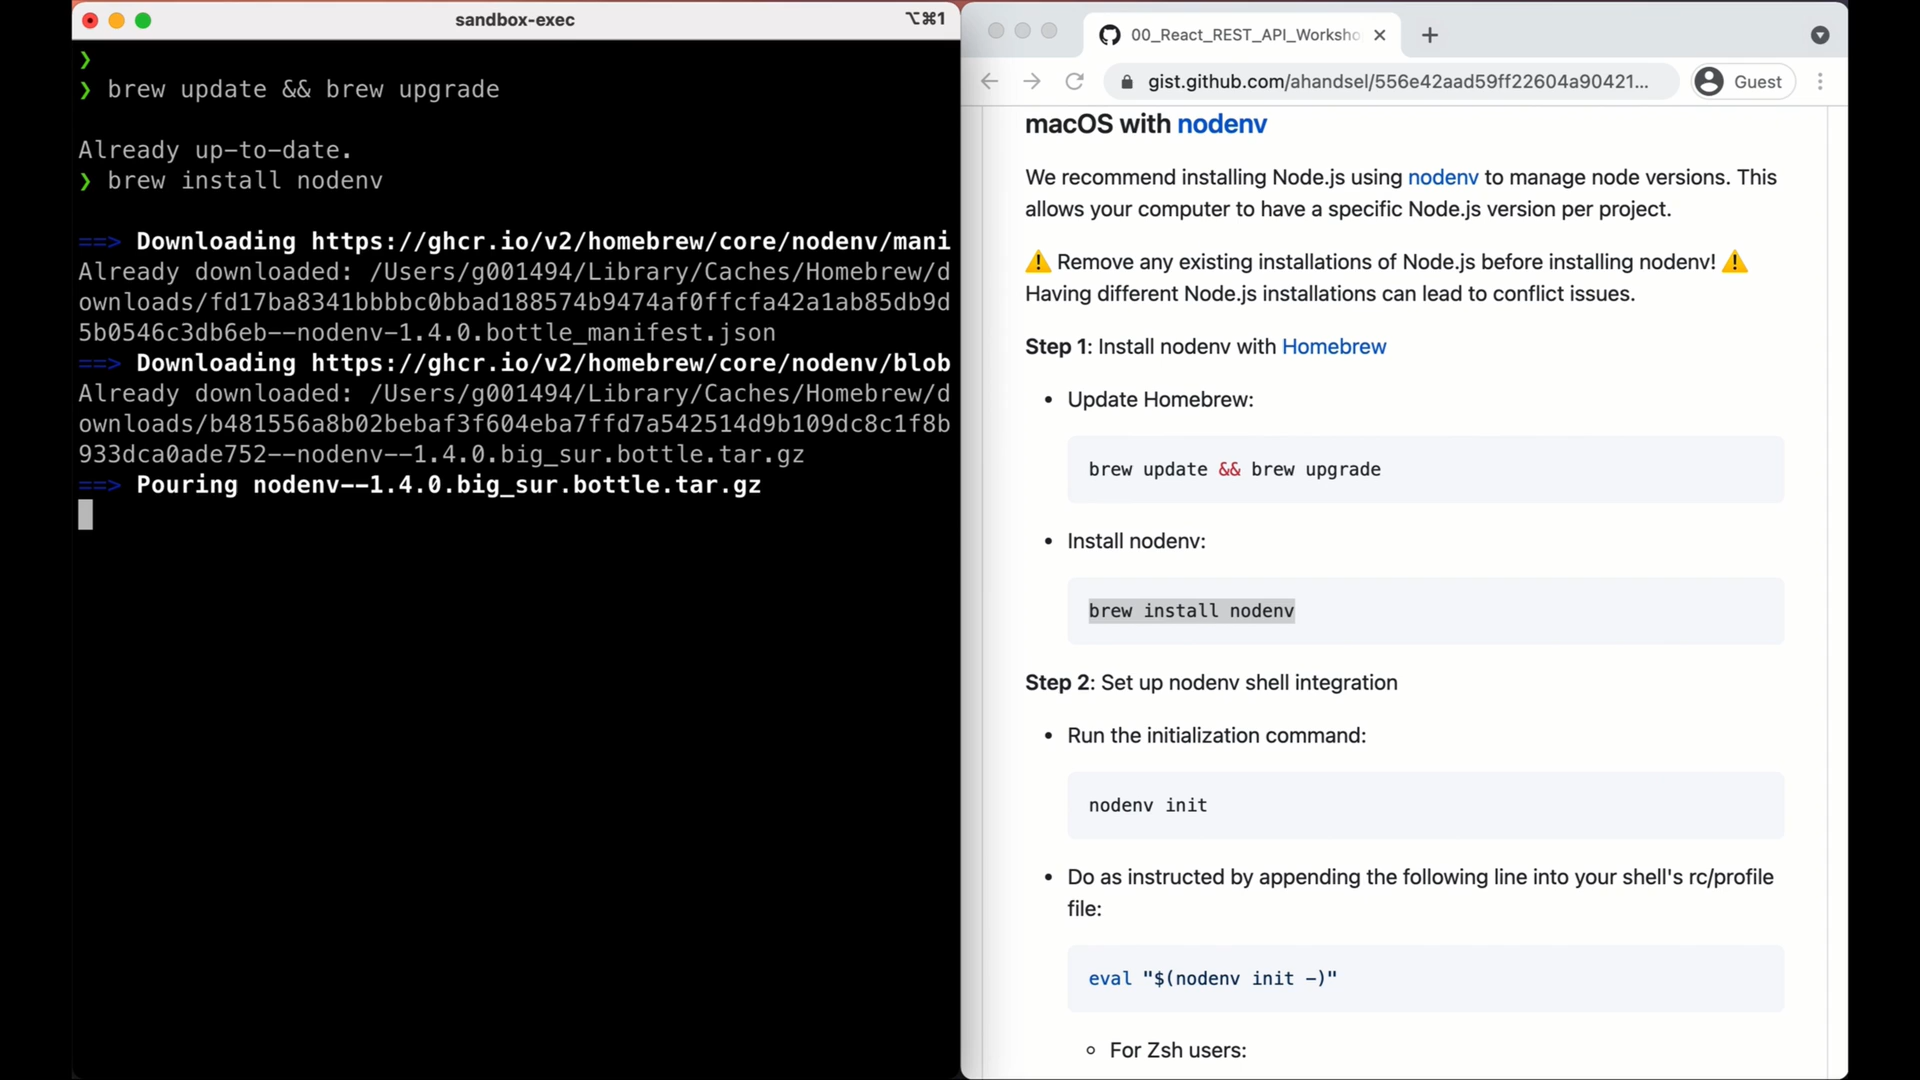 sandbox-exec
⌥⌘1
❯
❯ brew update && brew upgrade
Already up-to-date.
❯ brew install nodenv
==> Downloading https://ghcr.io/v2/homebrew/core/nodenv/mani
Already downloaded: /Users/g001494/Library/Caches/Homebrew/d
ownloads/fd17ba8341bbbbc0bbad188574b9474af0ffcfa42a1ab85db9d
5b0546c3db6eb--nodenv-1.4.0.bottle_manifest.json
==> Downloading https://ghcr.io/v2/homebrew/core/nodenv/blob
Already downloaded: /Users/g001494/Library/Caches/Homebrew/d
ownloads/b481556a8b02bebaf3f604eba7ffd7a542514d9b109dc8c1f8b
933dca0ade752--nodenv--1.4.0.big_sur.bottle.tar.gz
==> Pouring nodenv--1.4.0.big_sur.bottle.tar.gz
00_React_REST_API_Worksho
gist.github.com/ahandsel/556e42aad59ff22604a90421...
Guest
macOS with nodenv
We recommend installing Node.js using nodenv to manage node versions. This
allows your computer to have a specific Node.js version per project.
⚠️ Remove any existing installations of Node.js before installing nodenv! ⚠️
Having different Node.js installations can lead to conflict issues.
Step 1: Install nodenv with Homebrew
• Update Homebrew:
brew update && brew upgrade
• Install nodenv:
brew install nodenv
Step 2: Set up nodenv shell integration
• Run the initialization command:
nodenv init
• Do as instructed by appending the following line into your shell's rc/profile
file:
eval "$(nodenv init -)"
○ For Zsh users: